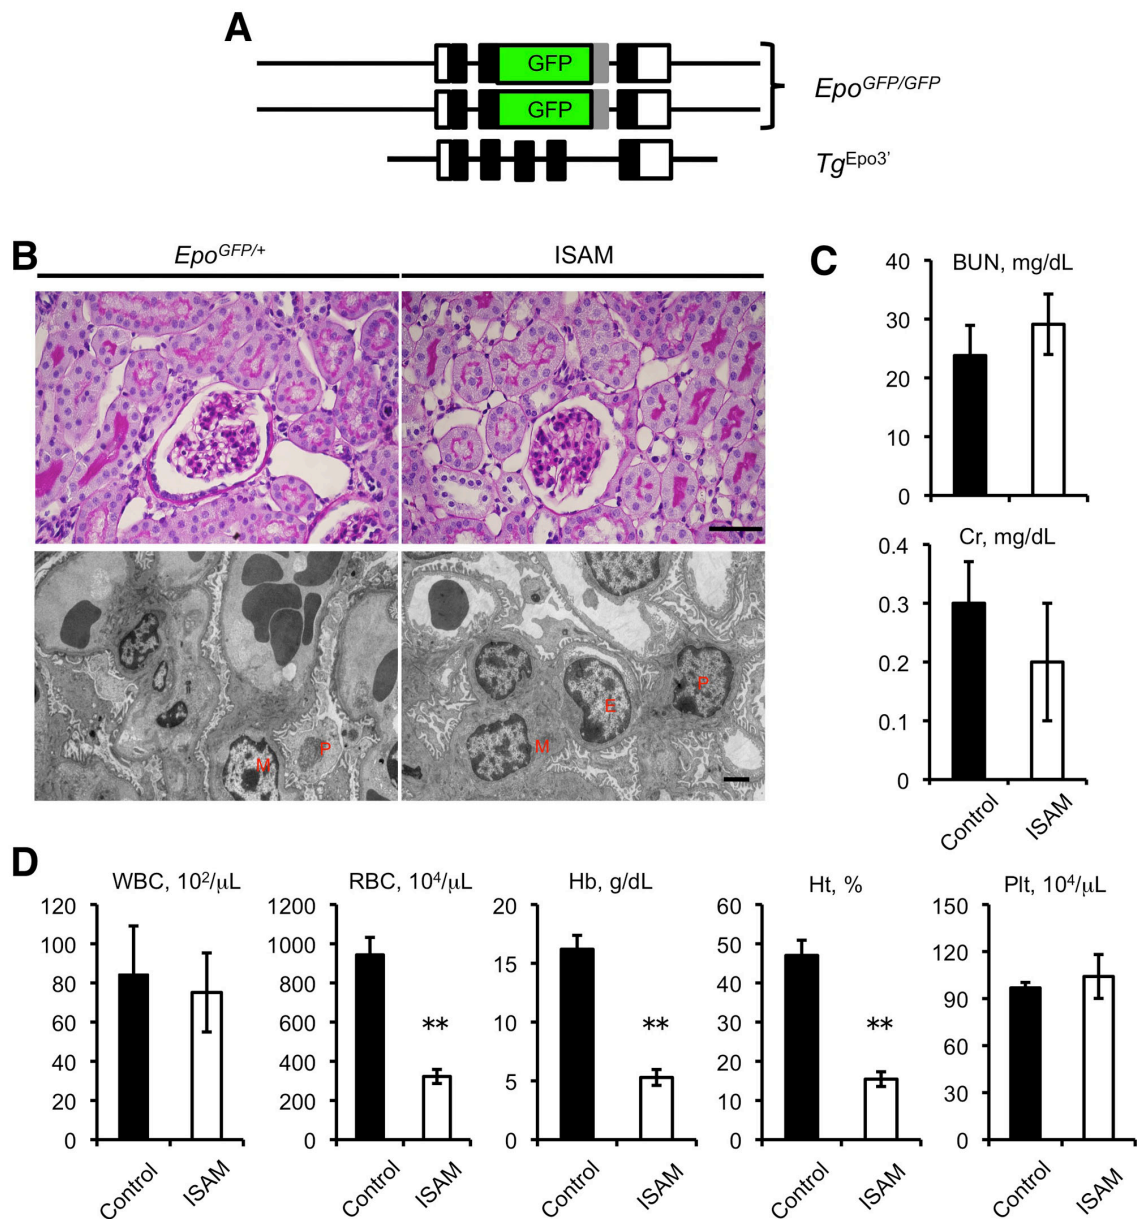 A
GFP
GFP
Epo^GFP/GFP
Tg^Epo3'
B
Epo^GFP/+
ISAM
M
P
M
E
P
C
BUN, mg/dL
40
30
20
10
0
Cr, mg/dL
0.4
0.3
0.2
0.1
0
Control
ISAM
D
WBC, 10²/μL
120
100
80
60
40
20
0
Control
ISAM
RBC, 10⁴/μL
1200
1000
800
600
400
200
0
**
Control
ISAM
Hb, g/dL
20
15
10
5
0
**
Control
ISAM
Ht, %
60
50
40
30
20
10
0
**
Control
ISAM
Plt, 10⁴/μL
150
120
90
60
30
0
Control
ISAM